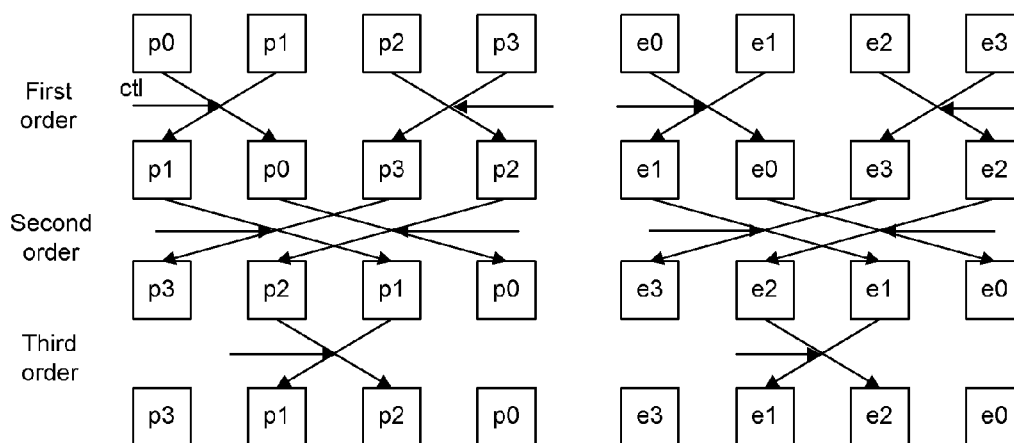 p0 p1 p2 p3 e0 e1 e2 e3
First order
ctl
p1 p0 p3 p2 e1 e0 e3 e2
Second order
p3 p2 p1 p0 e3 e2 e1 e0
Third order
p3 p1 p2 p0 e3 e1 e2 e0